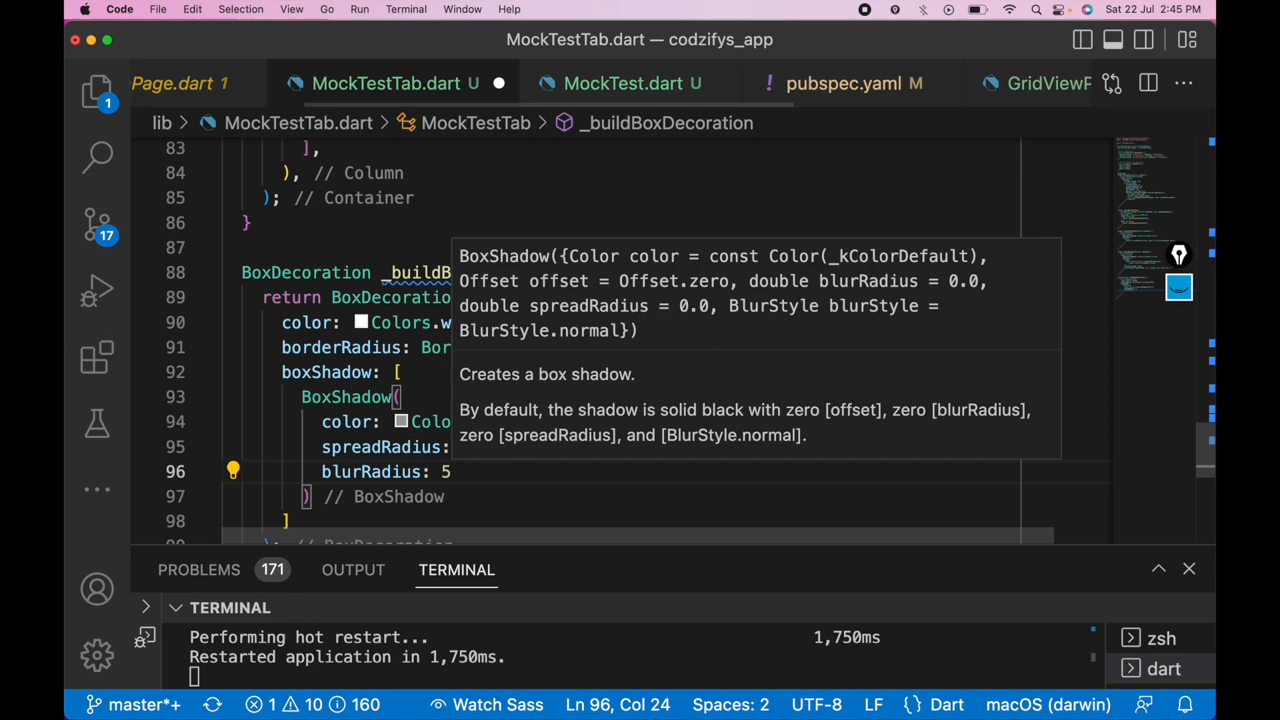 Code File Edit Selection View Go Run Terminal Window Help Sat 22 Jul 2:45 PM
MockTestTab.dart — codzifys_app
Page.dart 1 MockTestTab.dart U MockTest.dart U ! pubspec.yaml M GridViewP
1
lib > MockTestTab.dart > MockTestTab > _buildBoxDecoration
83 ],
84 ), // Column
85 ); // Container
86 }
87
88 BoxDecoration _buildB
89 return BoxDecoratio
90 color: Colors.w
91 borderRadius: Bor
92 boxShadow: [
93 BoxShadow(
94 color: Colo
95 spreadRadius:
96 blurRadius: 5
97 ) // BoxShadow
98 ]
99 ); // BoxDecoration
BoxShadow({Color color = const Color(_kColorDefault),
Offset offset = Offset.zero, double blurRadius = 0.0,
double spreadRadius = 0.0, BlurStyle blurStyle =
BlurStyle.normal})
Creates a box shadow.
By default, the shadow is solid black with zero [offset], zero [blurRadius],
zero [spreadRadius], and [BlurStyle.normal].
17
PROBLEMS 171 OUTPUT TERMINAL
TERMINAL
Performing hot restart... 1,750ms
Restarted application in 1,750ms.
zsh
dart
master*+ 1 10 160 Watch Sass Ln 96, Col 24 Spaces: 2 UTF-8 LF {} Dart macOS (darwin)